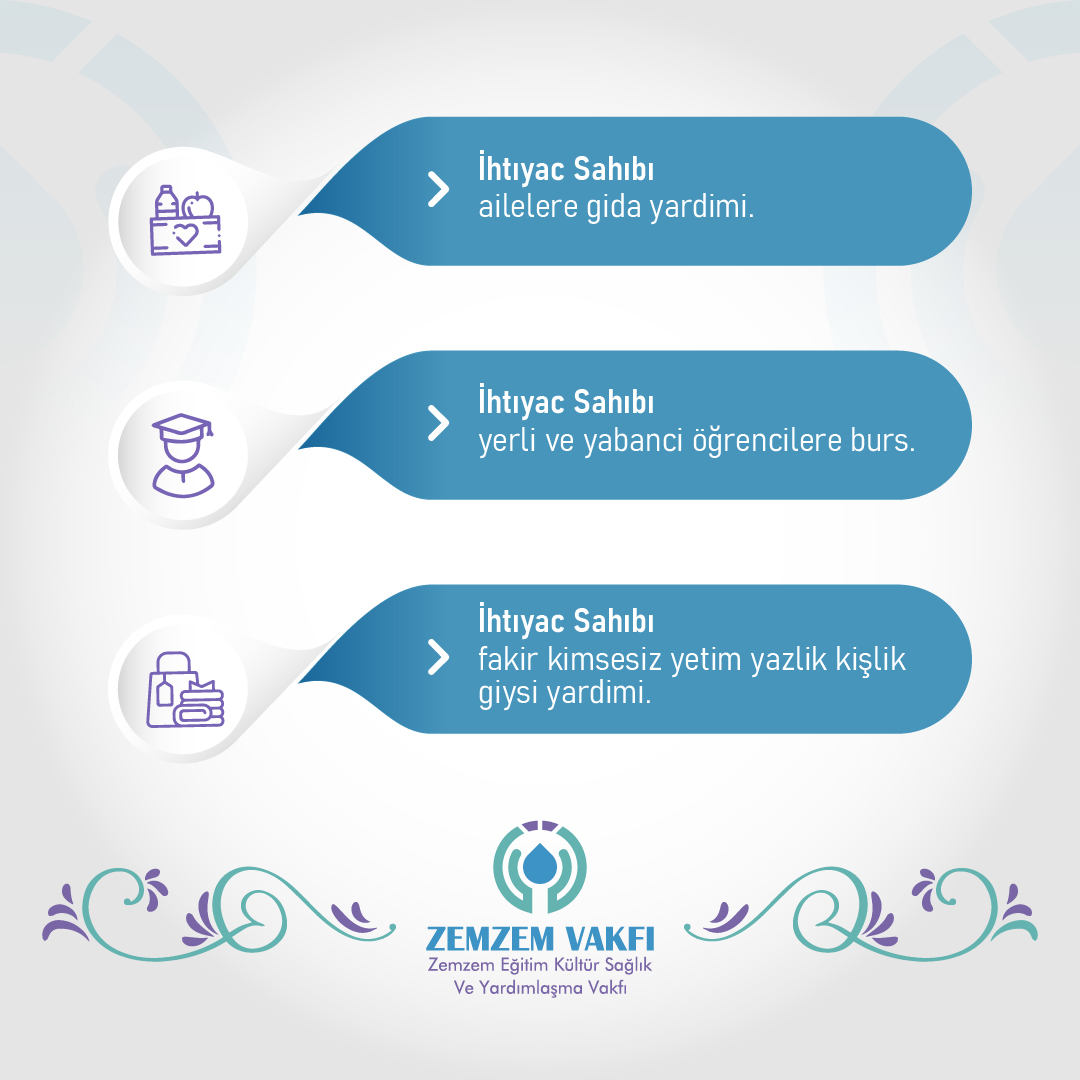 İhtıyac Sahıbı
ailelere gida yardimi.
İhtıyac Sahıbı
yerli ve yabanci öğrencilere burs.
İhtıyac Sahıbı
fakir kimsesiz yetim yazlik kişlik
giysi yardimi.
ZEMZEM VAKFI
Zemzem Eğitim Kültür Sağlık
Ve Yardımlaşma Vakfı